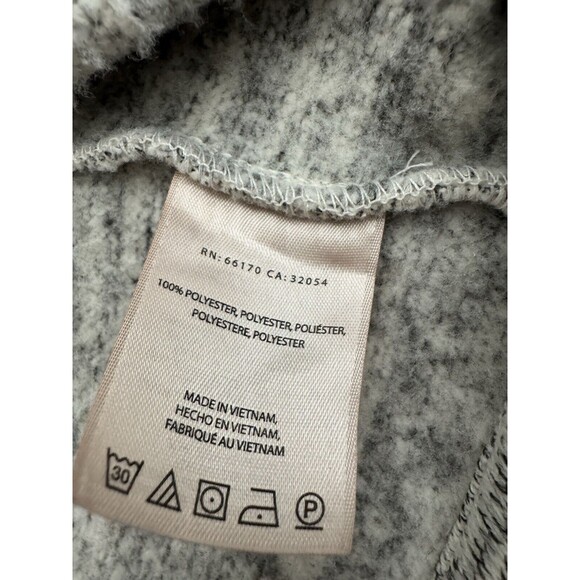 RN: 66170 CA: 32054
100% POLYESTER, POLYESTER, POLIÉSTER,
POLYESTERE, POLYESTER
MADE IN VIETNAM,
HECHO EN VIETNAM,
FABRIQUÉ AU VIETNAM
30 P